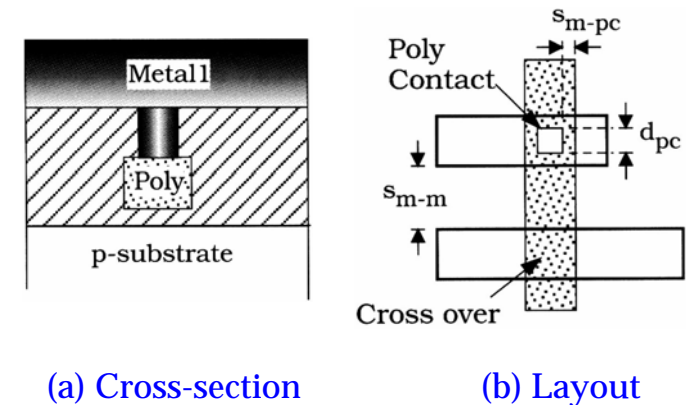 Metal1
Poly
p-substrate
(a) Cross-section
s_m-pc
Poly
Contact
d_pc
s_m-m
Cross over
(b) Layout